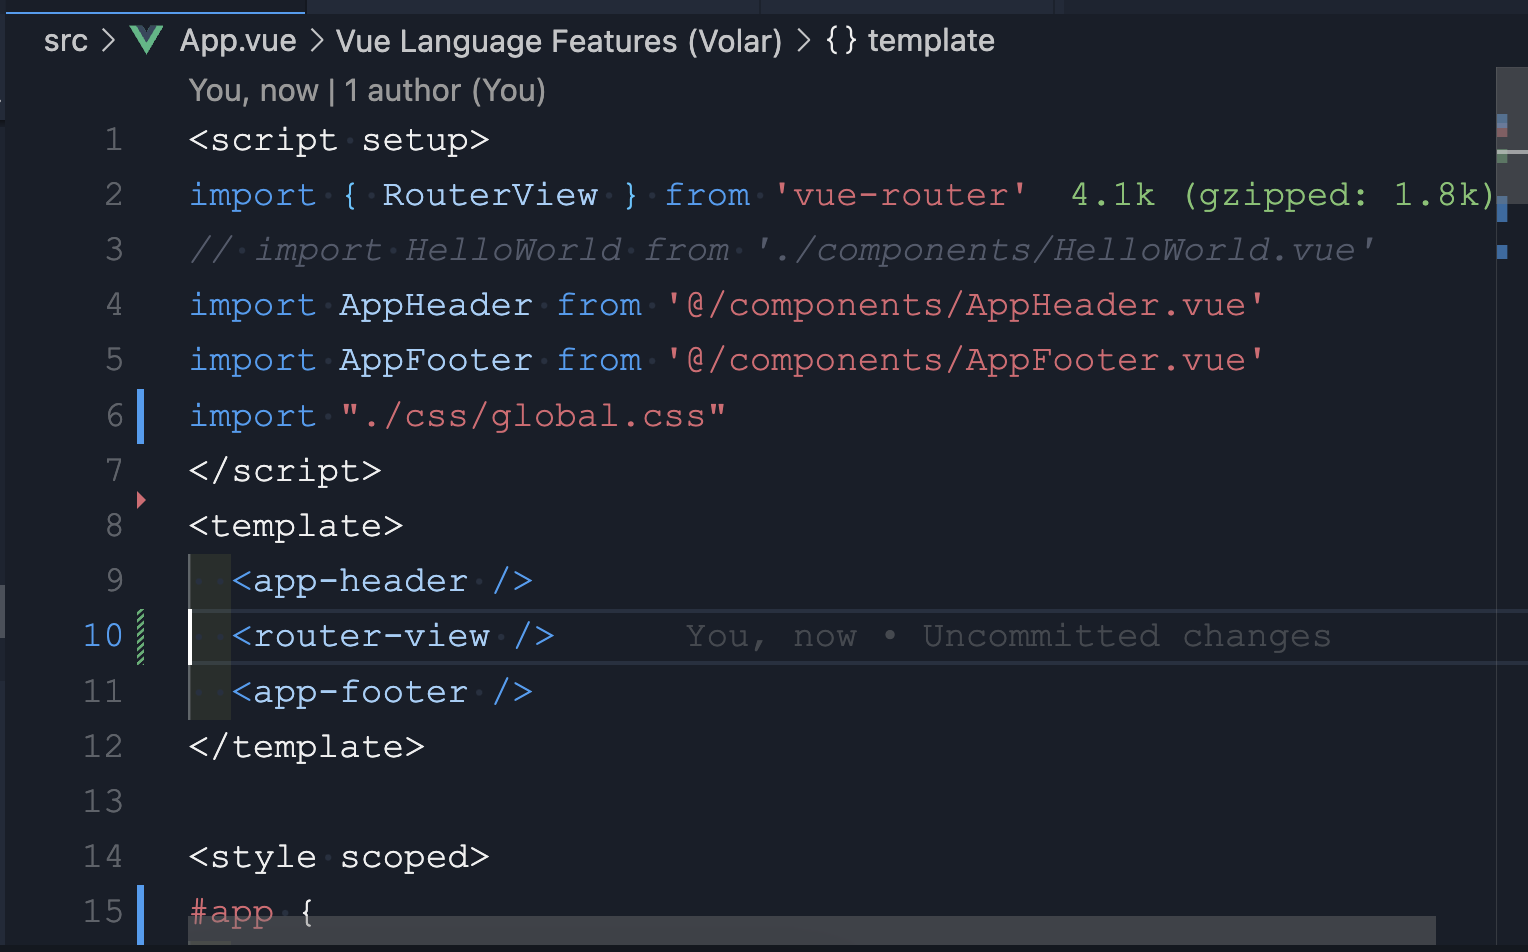 src > App.vue > Vue Language Features (Volar) > {} template
You, now | 1 author (You)
1 <script setup>
2 import { RouterView } from 'vue-router' 4.1k (gzipped: 1.8k)
3 // import HelloWorld from './components/HelloWorld.vue'
4 import AppHeader from '@/components/AppHeader.vue'
5 import AppFooter from '@/components/AppFooter.vue'
6 import "./css/global.css"
7 </script>
8 <template>
9 <app-header />
10 <router-view /> You, now • Uncommitted changes
11 <app-footer />
12 </template>
13
14 <style scoped>
15 #app {